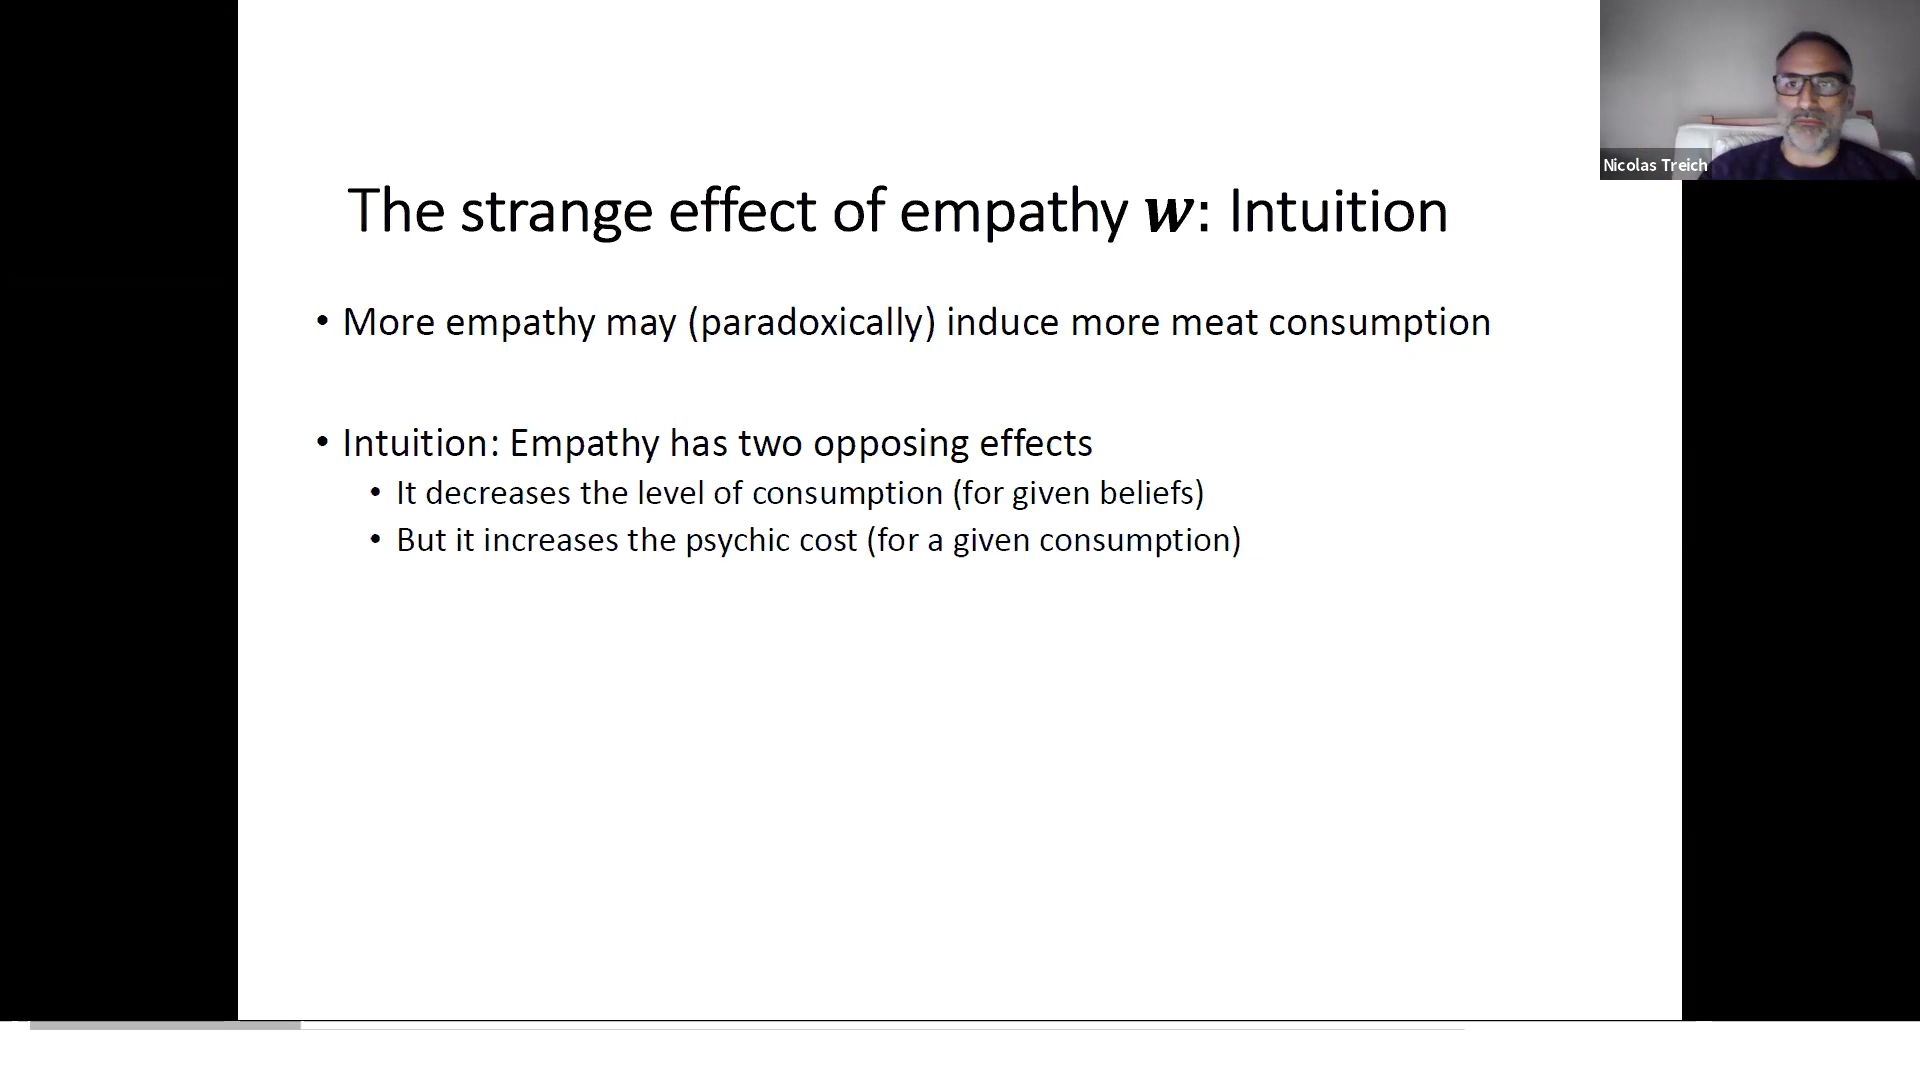 Nicolas Treich
The strange effect of empathy w: Intuition
• More empathy may (paradoxically) induce more meat consumption
• Intuition: Empathy has two opposing effects
• It decreases the level of consumption (for given beliefs)
• But it increases the psychic cost (for a given consumption)